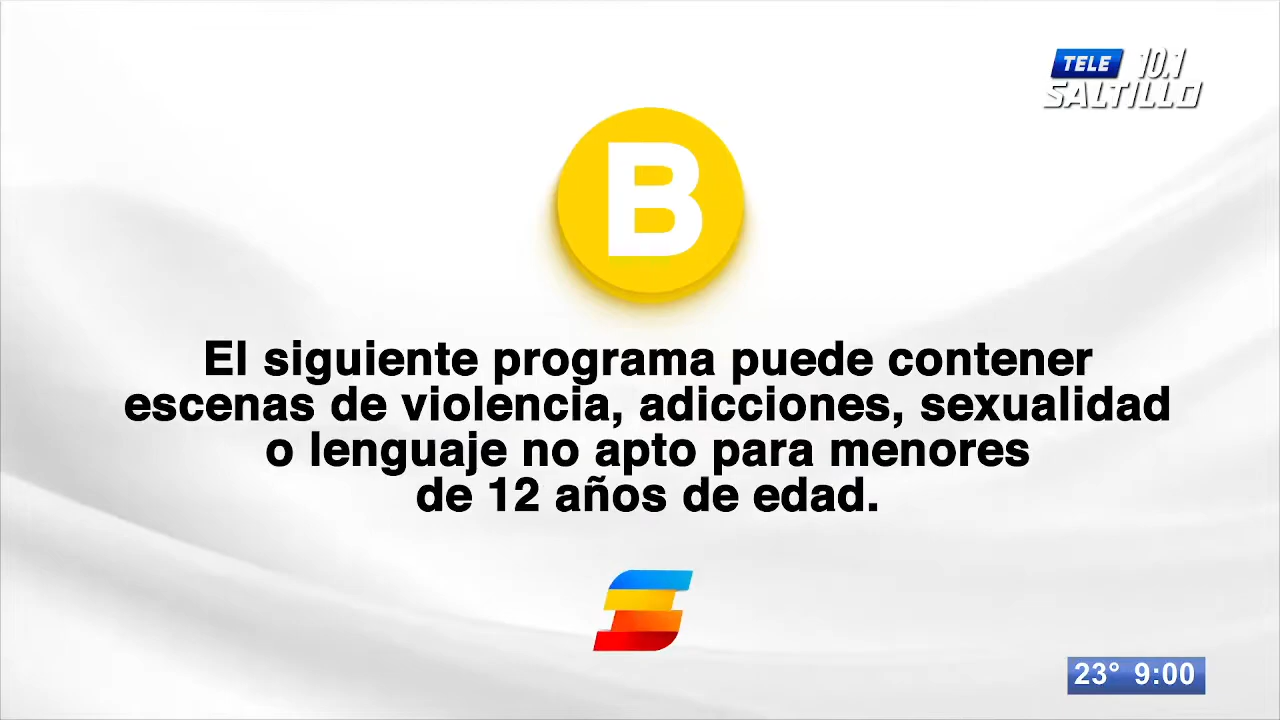 TELE 10.1
SALTILLO
B
El siguiente programa puede contener
escenas de violencia, adicciones, sexualidad
o lenguaje no apto para menores
de 12 años de edad.
S
23° 9:00